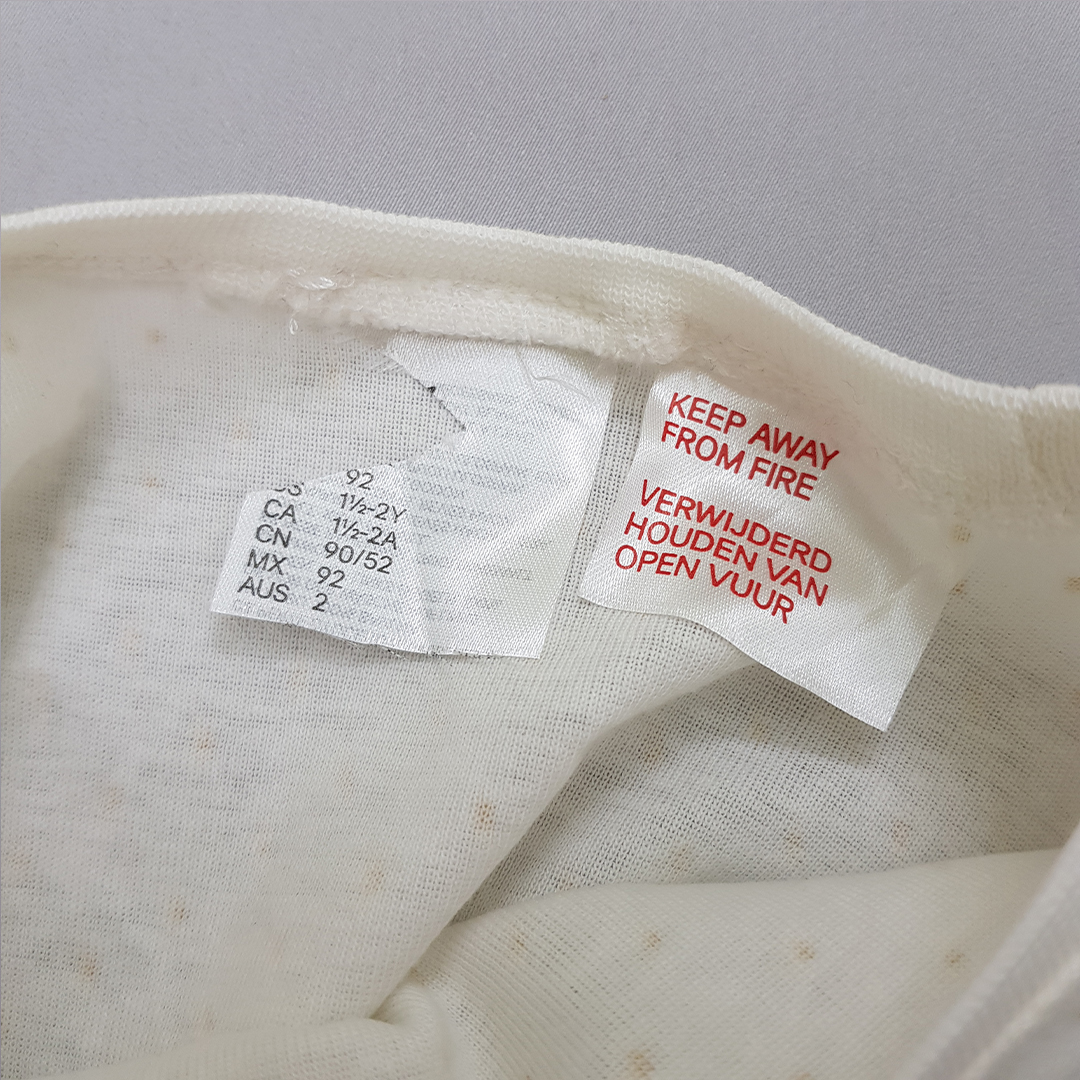 92
US 1½-2Y
CA 1½-2A
CN 90/52
MX 92
AUS 2
KEEP AWAY
FROM FIRE
VERWIJDERD
HOUDEN VAN
OPEN VUUR